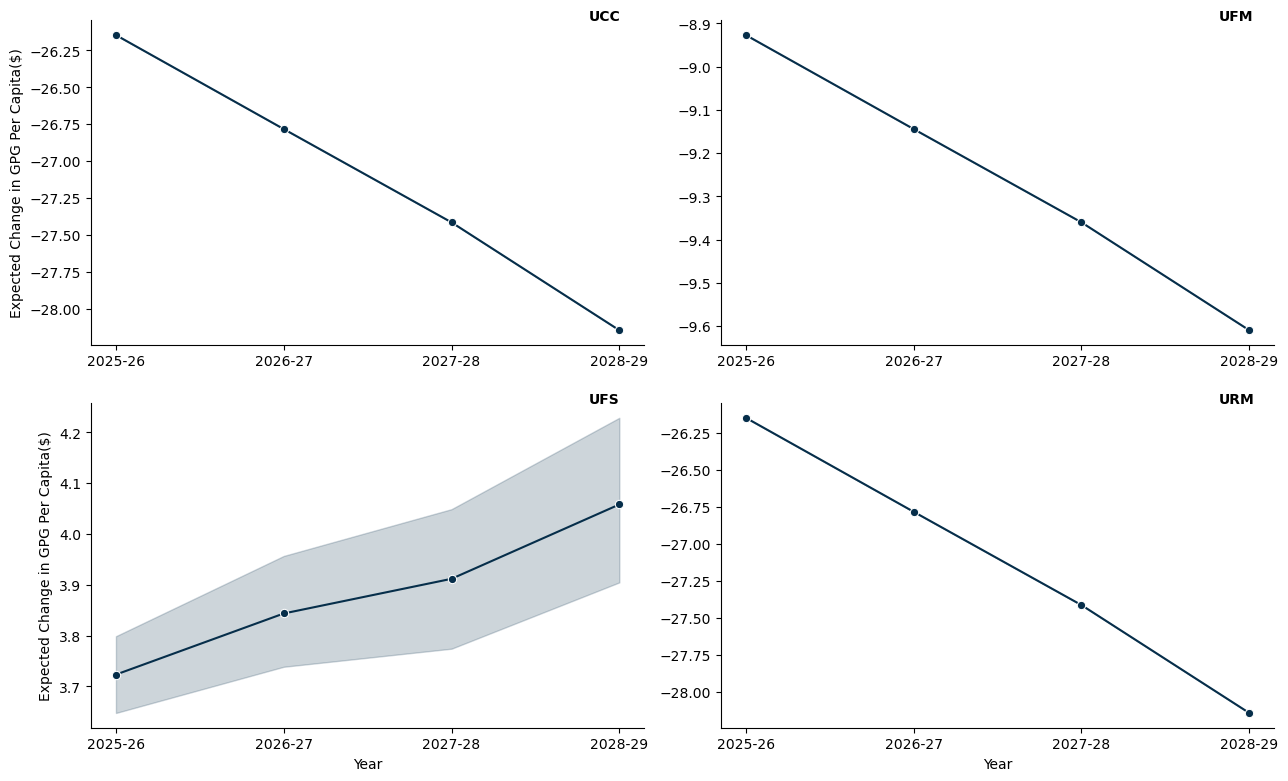 UCC
Expected Change in GPG Per Capita($)
−26.25
−26.50
−26.75
−27.00
−27.25
−27.50
−27.75
−28.00
2025-26 2026-27 2027-28 2028-29
UFM
−8.9
−9.0
−9.1
−9.2
−9.3
−9.4
−9.5
−9.6
2025-26 2026-27 2027-28 2028-29
UFS
Expected Change in GPG Per Capita($)
4.2
4.1
4.0
3.9
3.8
3.7
2025-26 2026-27 2027-28 2028-29
Year
URM
−26.25
−26.50
−26.75
−27.00
−27.25
−27.50
−27.75
−28.00
2025-26 2026-27 2027-28 2028-29
Year